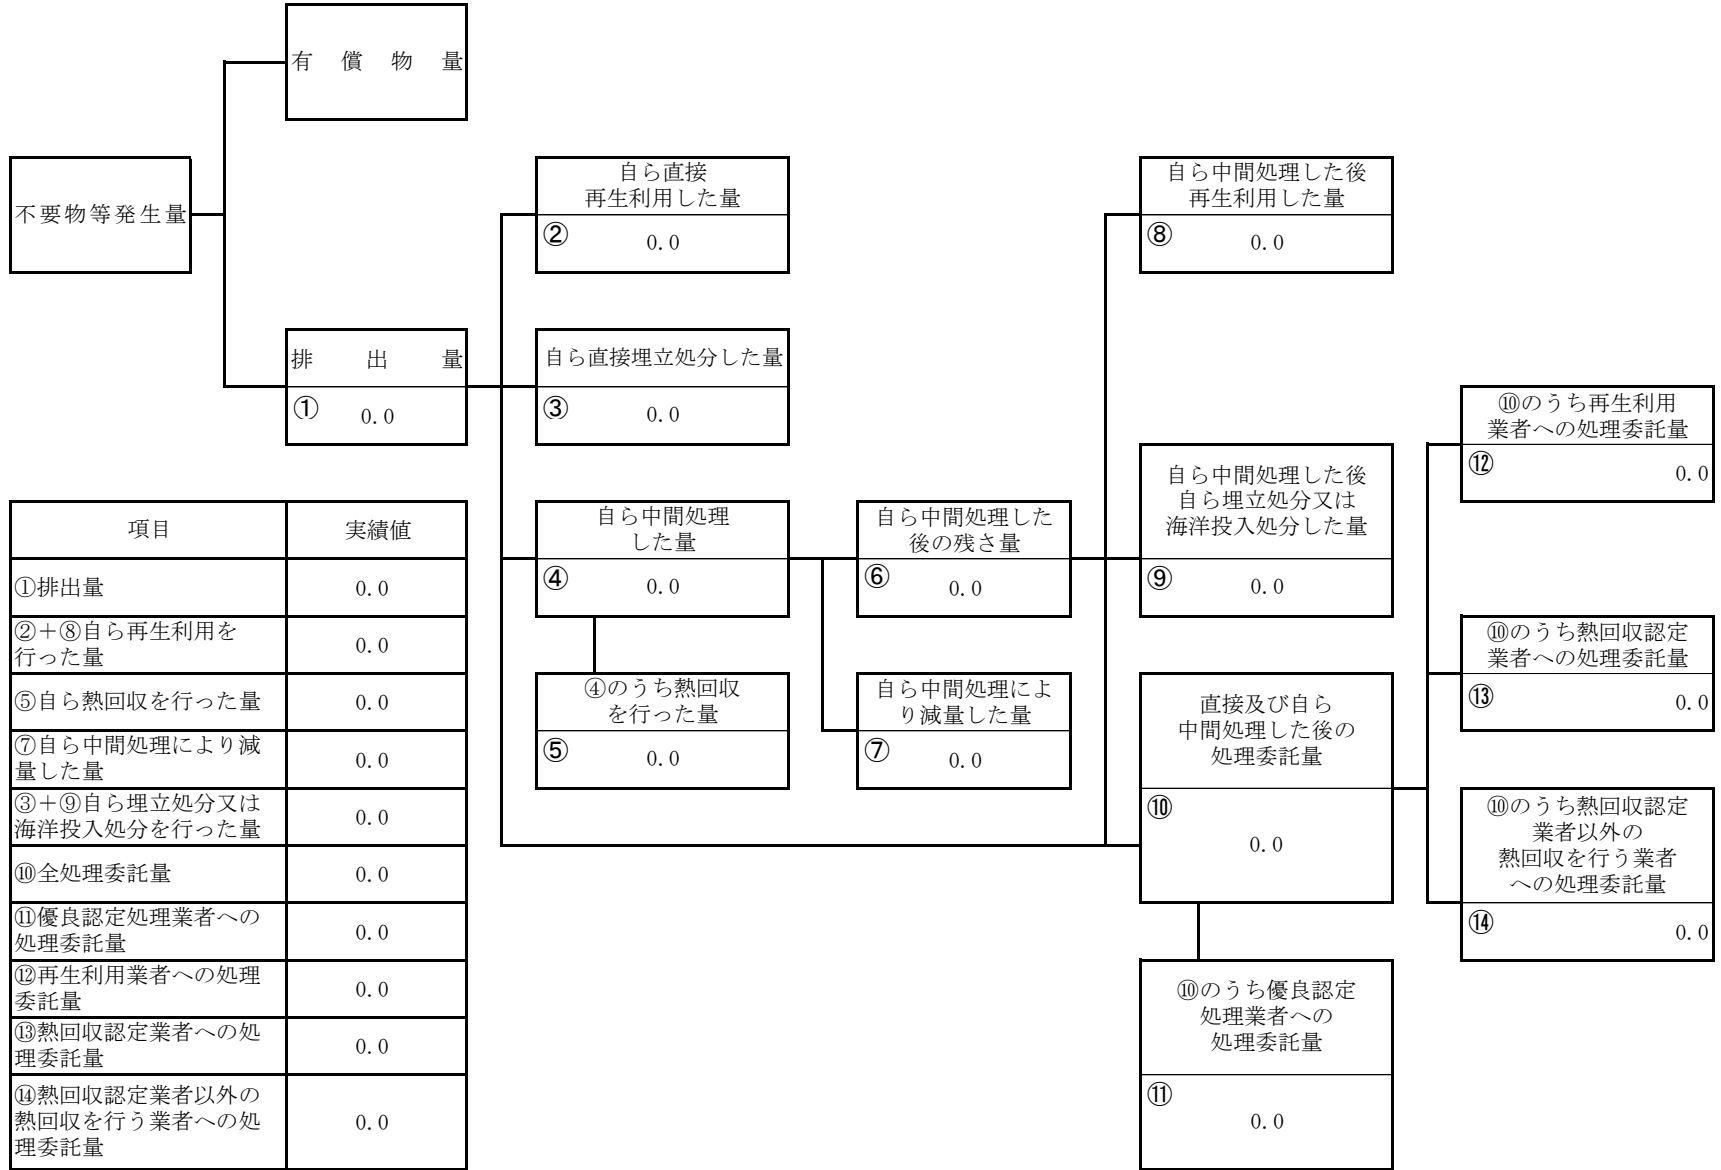 有償物量
不要物等発生量
排出量
① 0.0
自ら直接
再生利用した量
② 0.0
自ら直接埋立処分した量
③ 0.0
自ら中間処理
した量
④ 0.0
④のうち熱回収
を行った量
⑤ 0.0
自ら中間処理した
後の残さ量
⑥ 0.0
自ら中間処理によ
り減量した量
⑦ 0.0
自ら中間処理した後
再生利用した量
⑧ 0.0
自ら中間処理した後
自ら埋立処分又は
海洋投入処分した量
⑨ 0.0
直接及び自ら
中間処理した後の
処理委託量
⑩
0.0
⑩のうち優良認定
処理業者への
処理委託量
⑪
0.0
⑩のうち再生利用
業者への処理委託量
⑫ 0.0
⑩のうち熱回収認定
業者への処理委託量
⑬ 0.0
⑩のうち熱回収認定
業者以外の
熱回収を行う業者
への処理委託量
⑭ 0.0
項目 実績値
①排出量 0.0
②＋⑧自ら再生利用を
行った量 0.0
⑤自ら熱回収を行った量 0.0
⑦自ら中間処理により減
量した量 0.0
③＋⑨自ら埋立処分又は
海洋投入処分を行った量 0.0
⑩全処理委託量 0.0
⑪優良認定処理業者への
処理委託量 0.0
⑫再生利用業者への処理
委託量 0.0
⑬熱回収認定業者への処
理委託量 0.0
⑭熱回収認定業者以外の
熱回収を行う業者への処 0.0
理委託量